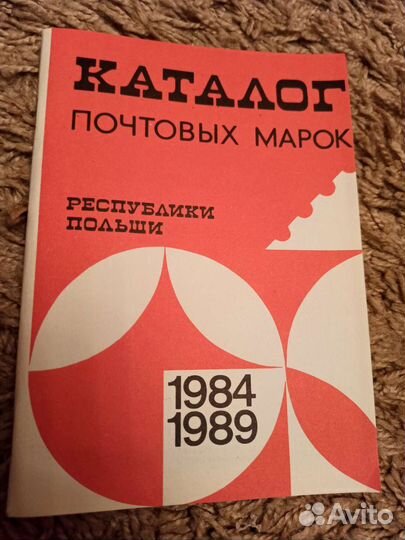 КАТАЛОГ
ПОЧТОВЫХ МАРОК
РЕСПУБЛИКИ
ПОЛЬШИ
1984
1989
Avito